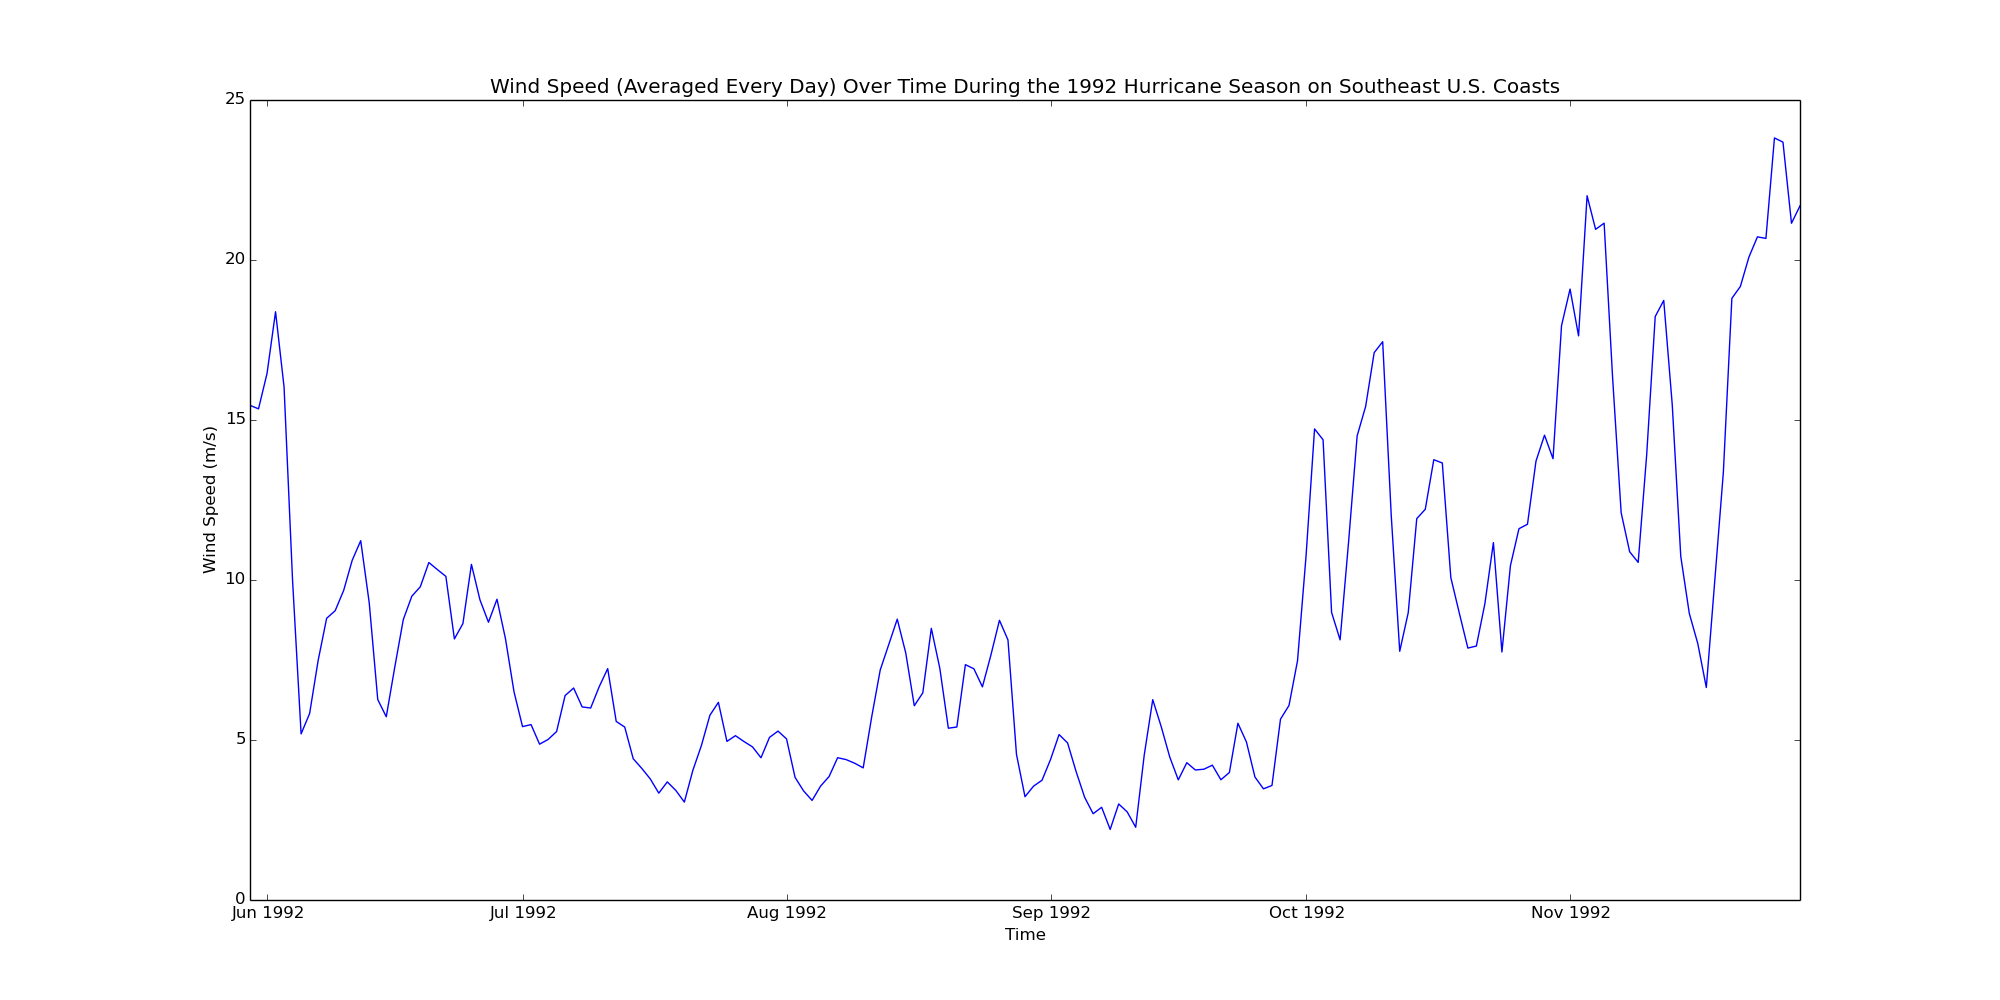 Wind Speed (Averaged Every Day) Over Time During the 1992 Hurricane Season on Southeast U.S. Coasts
25
20
15
10
5
0
Wind Speed (m/s)
Jun 1992 Jul 1992 Aug 1992 Sep 1992 Oct 1992 Nov 1992
Time